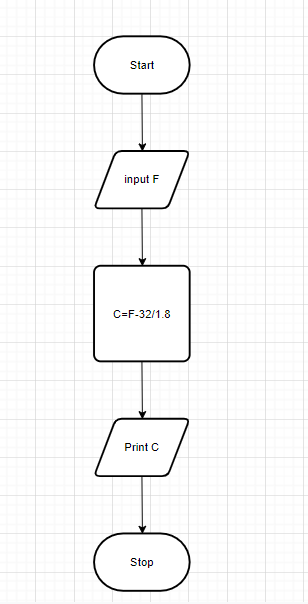 Start
input F
C=F-32/1.8
Print C
Stop